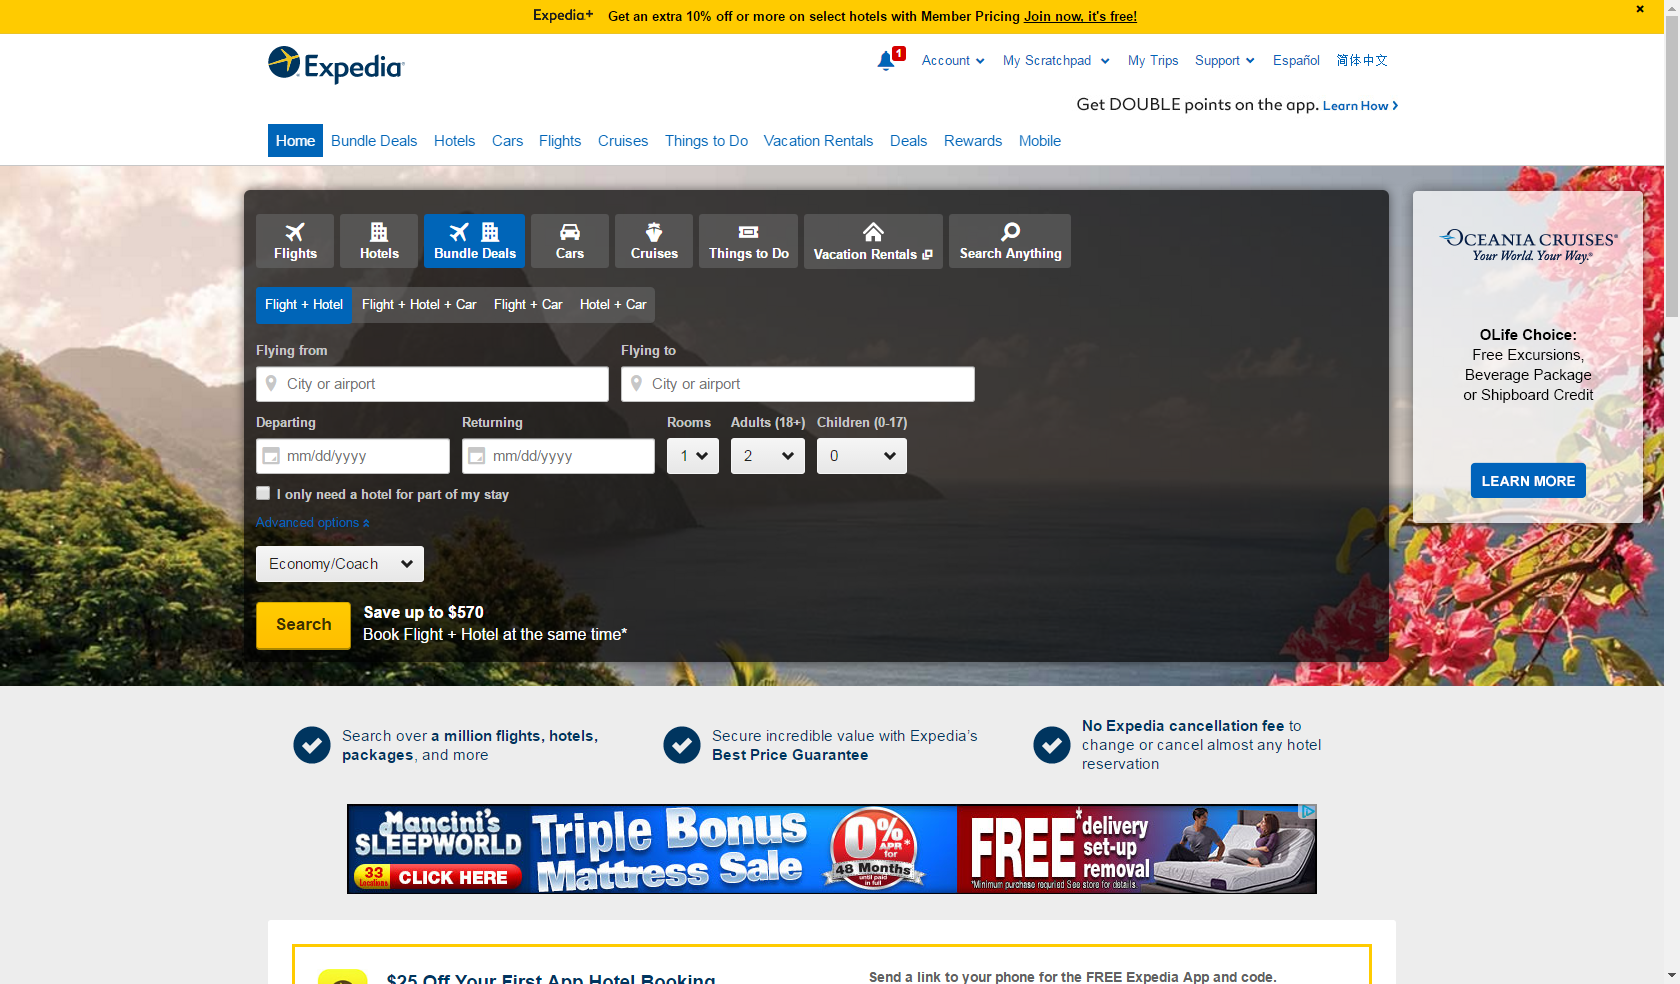 Expedia+ Get an extra 10% off or more on select hotels with Member Pricing Join now, it's free!
Expedia
1 Account My Scratchpad My Trips Support Español 简体中文
Get DOUBLE points on the app. Learn How
Home Bundle Deals Hotels Cars Flights Cruises Things to Do Vacation Rentals Deals Rewards Mobile
Flights Hotels Bundle Deals Cars Cruises Things to Do Vacation Rentals Search Anything
Flight + Hotel Flight + Hotel + Car Flight + Car Hotel + Car
Flying from Flying to
City or airport City or airport
Departing Returning Rooms Adults (18+) Children (0-17)
mm/dd/yyyy mm/dd/yyyy 1 2 0
I only need a hotel for part of my stay
Advanced options
Economy/Coach
Search
Save up to $570
Book Flight + Hotel at the same time*
OCEANIA CRUISES®
Your World. Your Way.®
OLife Choice:
Free Excursions,
Beverage Package
or Shipboard Credit
LEARN MORE
Search over a million flights, hotels,
packages, and more
Secure incredible value with Expedia's
Best Price Guarantee
No Expedia cancellation fee to
change or cancel almost any hotel
reservation
Mancini's
SLEEPWORLD
33
Locations
CLICK HERE
Triple Bonus
Mattress Sale
0%
APR*
for
48 Months
until paid
in full
FREE*
delivery
set-up
removal
*Minimum purchase requried See store for details
$25 Off Your First App Hotel Booking
Send a link to your phone for the FREE Expedia App and code.